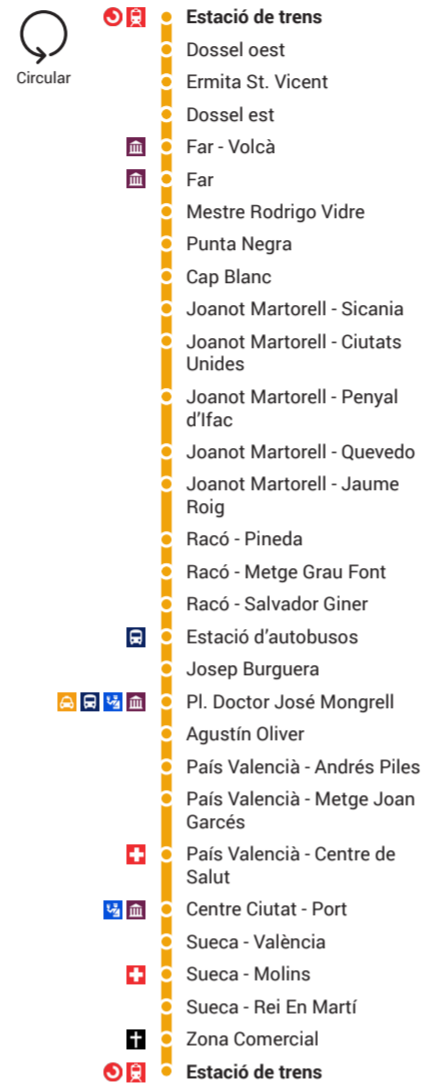 Estació de trens
Circular
Dossel oest
Ermita St. Vicent
Dossel est
Far - Volcà
Far
Mestre Rodrigo Vidre
Punta Negra
Cap Blanc
Joanot Martorell - Sicania
Joanot Martorell - Ciutats
Unides
Joanot Martorell - Penyal
d'Ifac
Joanot Martorell - Quevedo
Joanot Martorell - Jaume
Roig
Racó - Pineda
Racó - Metge Grau Font
Racó - Salvador Giner
Estació d'autobusos
Josep Burguera
Pl. Doctor José Mongrell
Agustín Oliver
País Valencià - Andrés Piles
País Valencià - Metge Joan
Garcés
País Valencià - Centre de
Salut
Centre Ciutat - Port
Sueca - València
Sueca - Molins
Sueca - Rei En Martí
Zona Comercial
Estació de trens